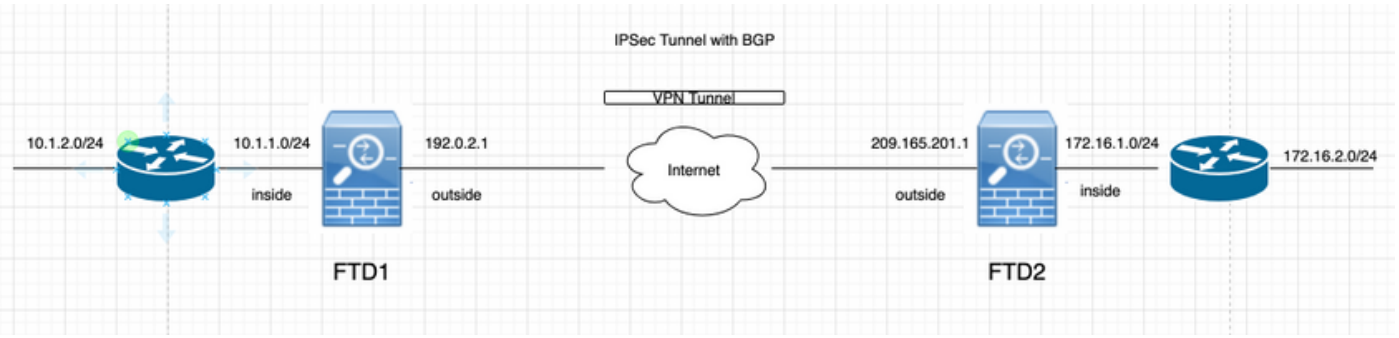 IPSec Tunnel with BGP
VPN Tunnel
10.1.2.0/24
10.1.1.0/24
192.0.2.1
Internet
209.165.201.1
172.16.1.0/24
172.16.2.0/24
inside
outside
outside
inside
FTD1
FTD2